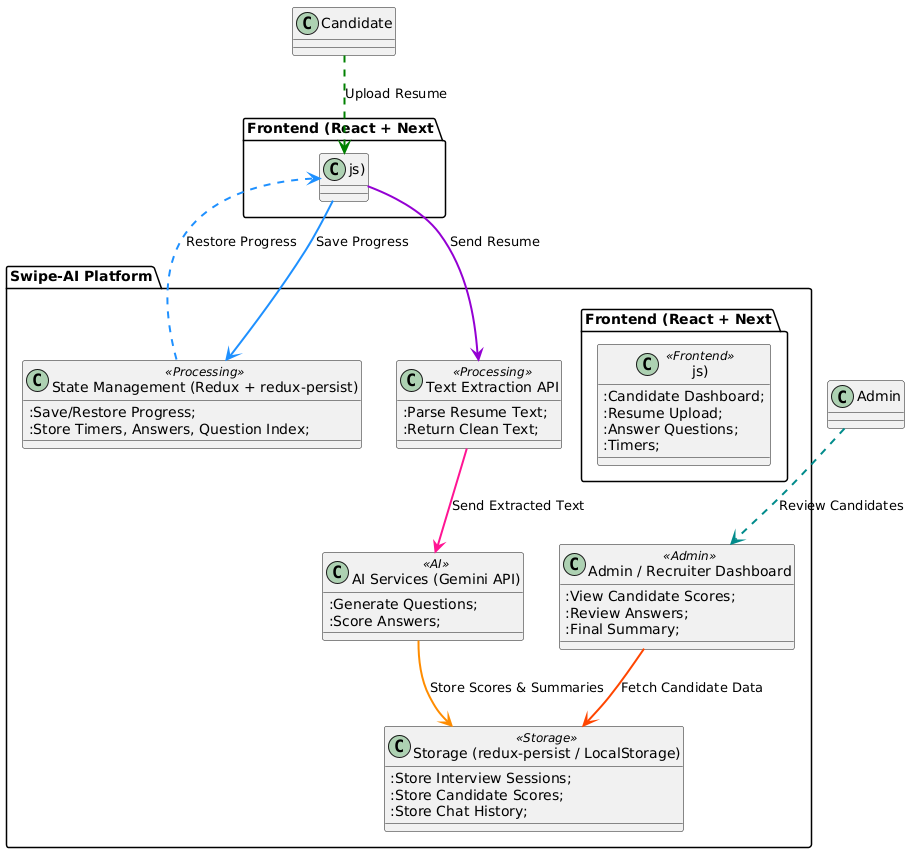 C Candidate
Upload Resume
Frontend (React + Next
C js)
Restore Progress
Save Progress
Send Resume
Swipe-AI Platform
Frontend (React + Next
C «Frontend»
js)
:Candidate Dashboard;
:Resume Upload;
:Answer Questions;
:Timers;
C «Processing»
State Management (Redux + redux-persist)
:Save/Restore Progress;
:Store Timers, Answers, Question Index;
C «Processing»
Text Extraction API
:Parse Resume Text;
:Return Clean Text;
C Admin
Send Extracted Text
Review Candidates
C «AI»
AI Services (Gemini API)
:Generate Questions;
:Score Answers;
C «Admin»
Admin / Recruiter Dashboard
:View Candidate Scores;
:Review Answers;
:Final Summary;
Store Scores & Summaries
Fetch Candidate Data
C «Storage»
Storage (redux-persist / LocalStorage)
:Store Interview Sessions;
:Store Candidate Scores;
:Store Chat History;